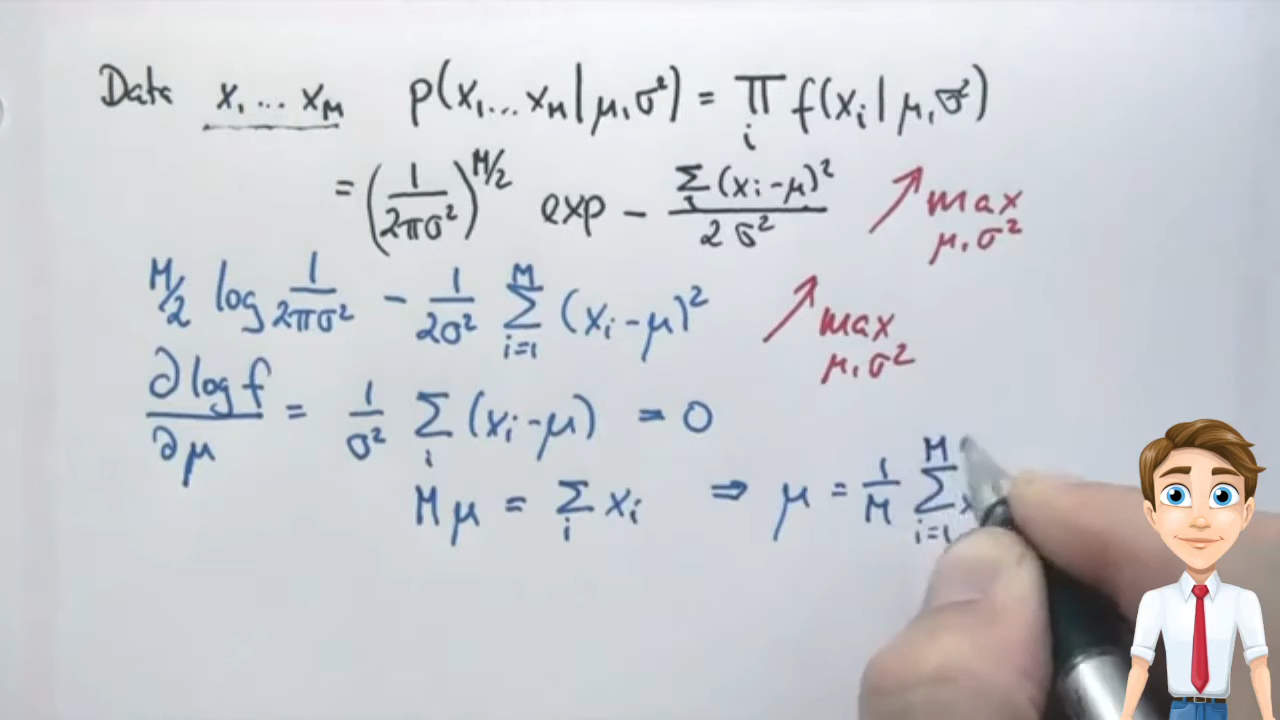 Data x₁ ... x_M p(x₁ ... x_M | μ, σ²) = ∏_i f(x_i | μ, σ²)
= (1/(2πσ²))^(M/2) exp - Σ_i (x_i - μ)² / (2σ²) ↗ max μ, σ²
M/2 log 1/(2πσ²) - 1/(2σ²) Σ_{i=1}^{M} (x_i - μ)² ↗ max μ, σ²
∂ log f / ∂μ = 1/σ² Σ_i (x_i - μ) = 0
M μ = Σ_i x_i ⇒ μ = 1/M Σ_{i=1}^{M} x